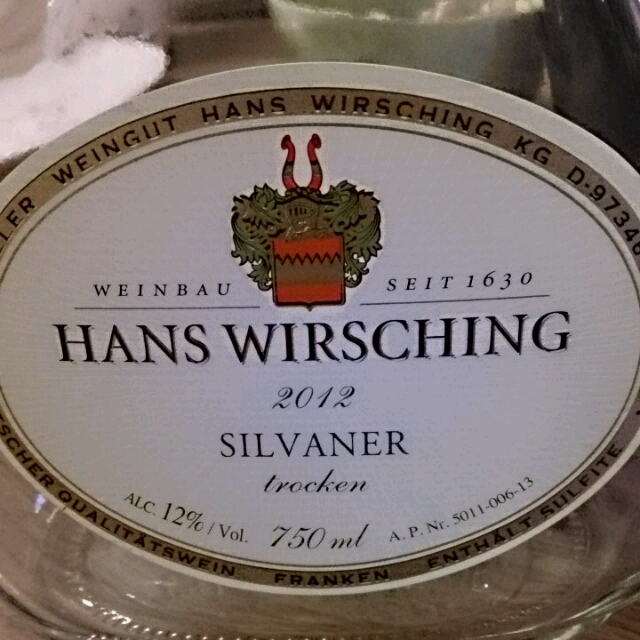 WEINGUT HANS WIRSCHING KG D-97346
WEINBAU SEIT 1630
HANS WIRSCHING
2012
SILVANER
trocken
ALC. 12% / Vol. 750 ml A. P. Nr. 5011-006-13
QUALITÄTSWEIN FRANKEN ENTHÄLT SULFITE